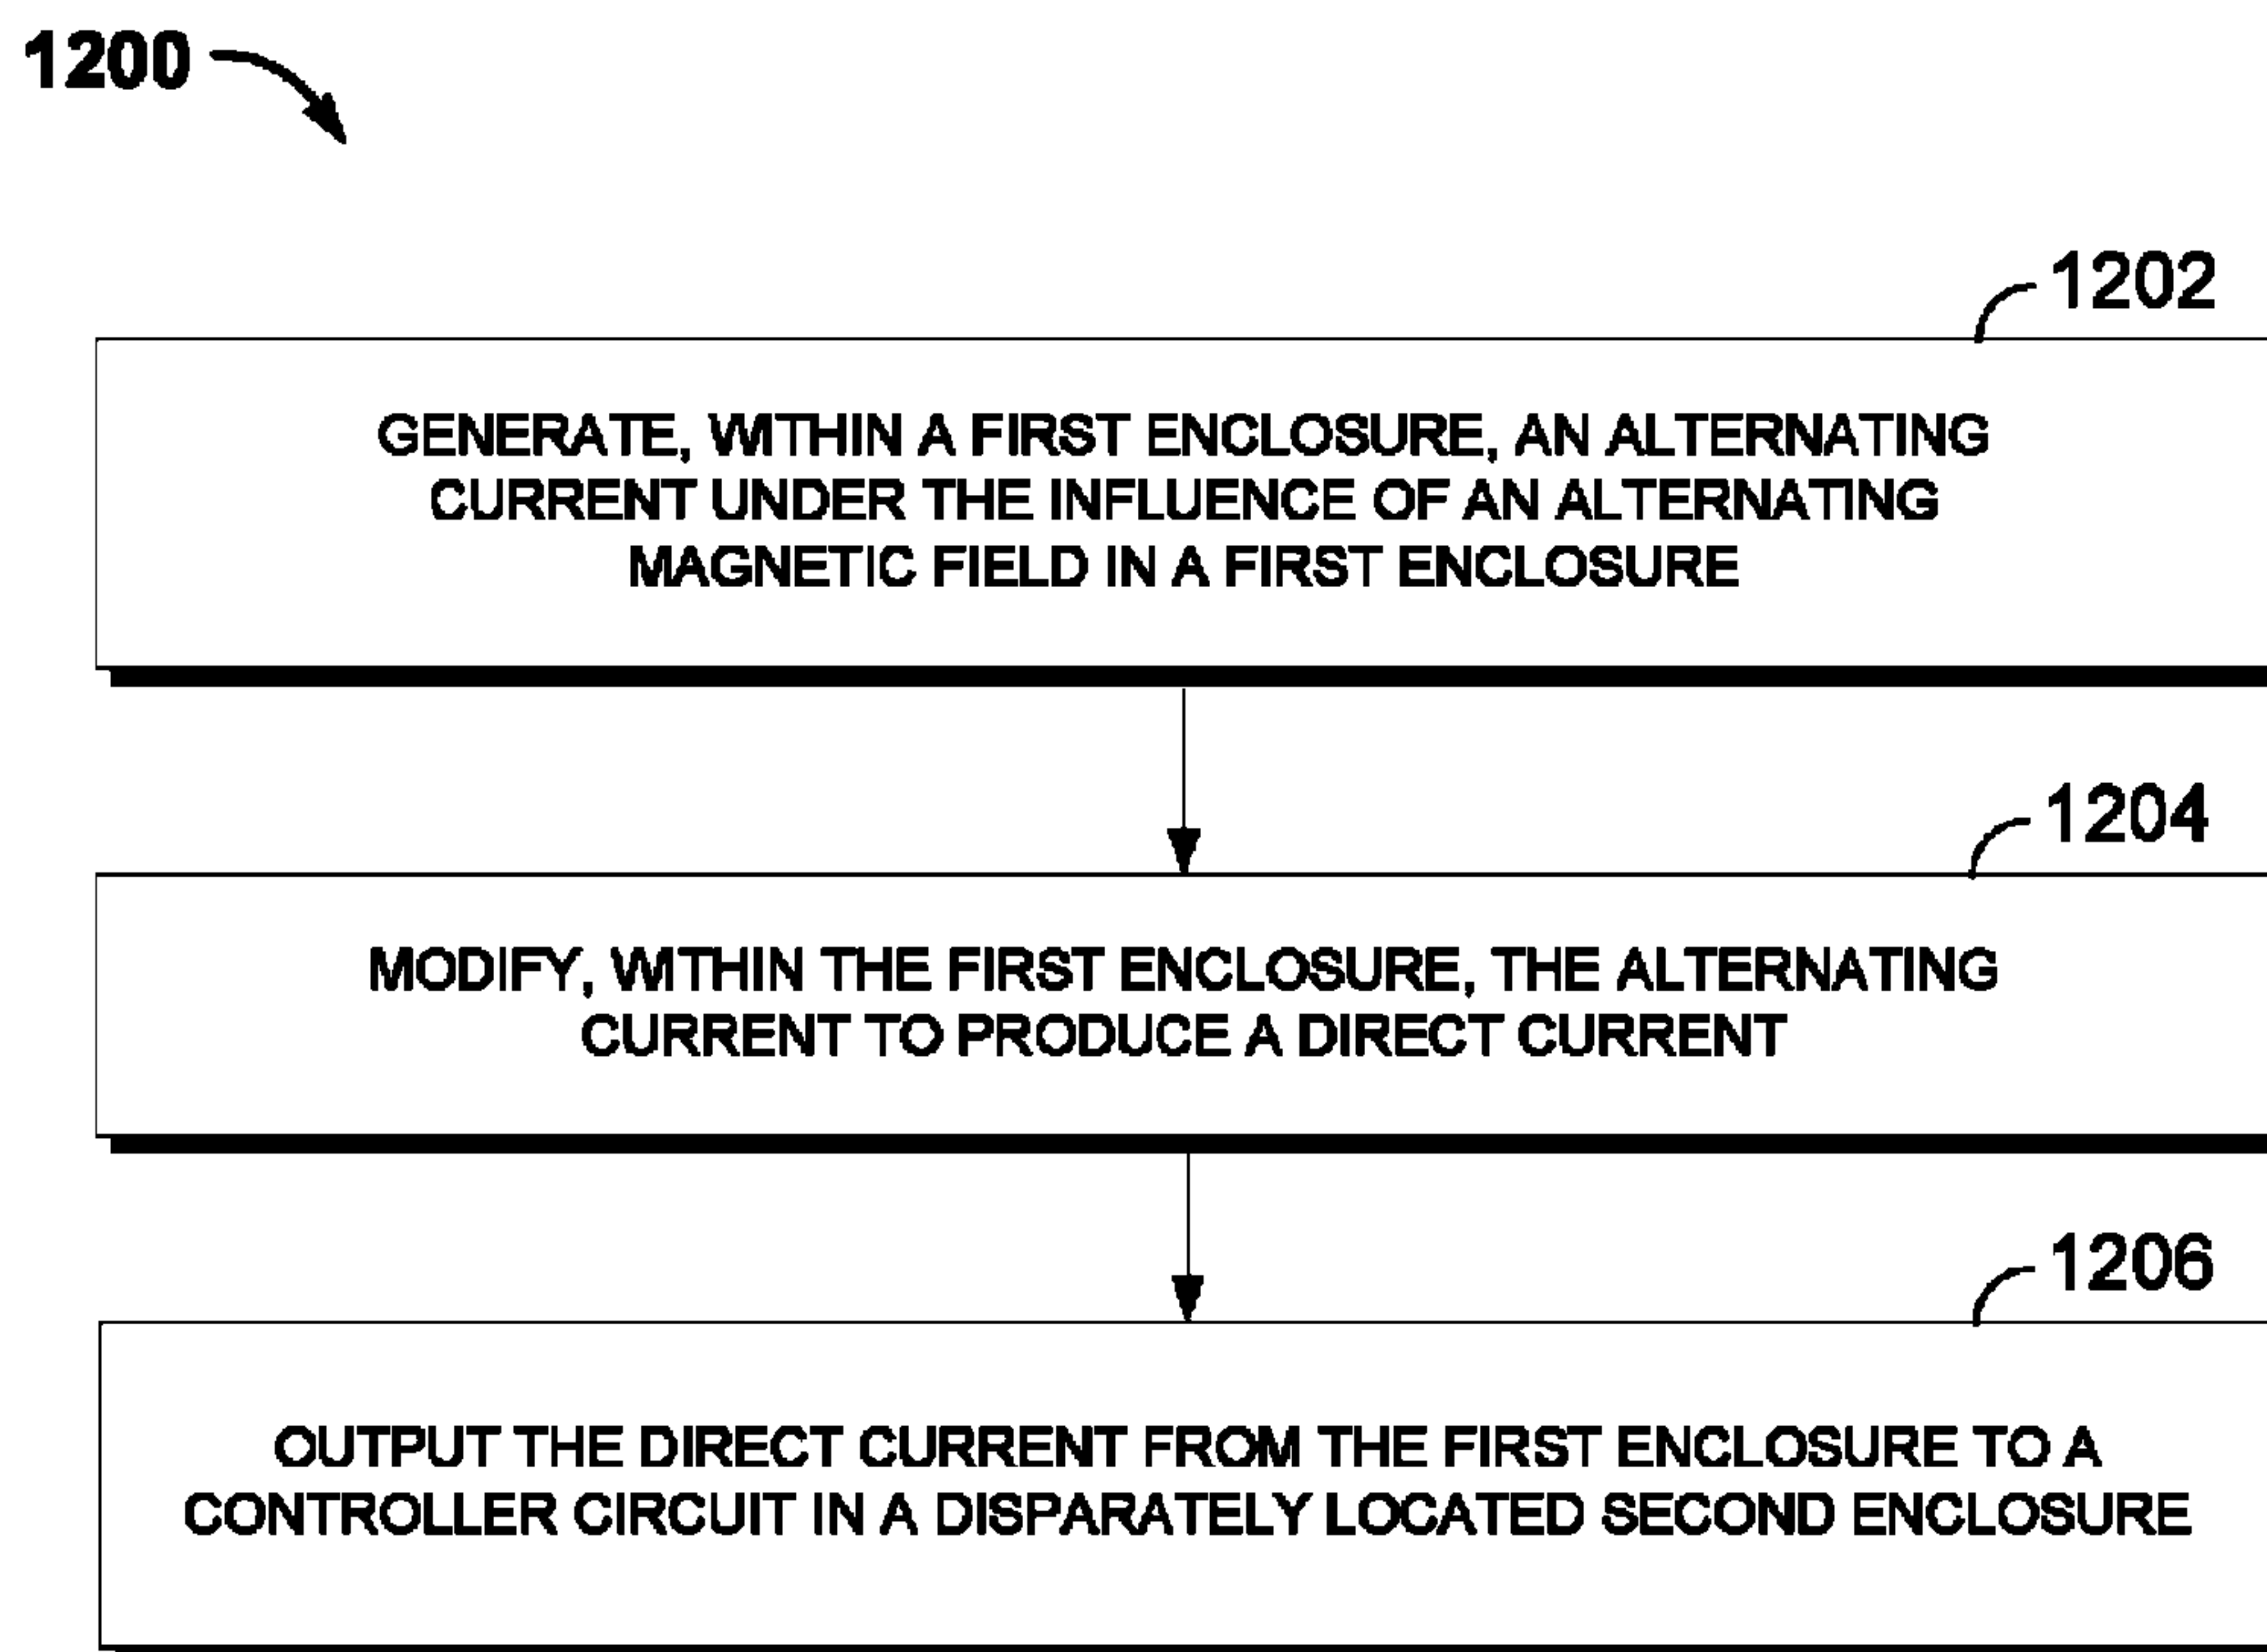 1200
1202
GENERATE, WITHIN A FIRST ENCLOSURE, AN ALTERNATING
CURRENT UNDER THE INFLUENCE OF AN ALTERNATING
MAGNETIC FIELD IN A FIRST ENCLOSURE
1204
MODIFY, WITHIN THE FIRST ENCLOSURE, THE ALTERNATING
CURRENT TO PRODUCE A DIRECT CURRENT
1206
OUTPUT THE DIRECT CURRENT FROM THE FIRST ENCLOSURE TO A
CONTROLLER CIRCUIT IN A DISPARATELY LOCATED SECOND ENCLOSURE